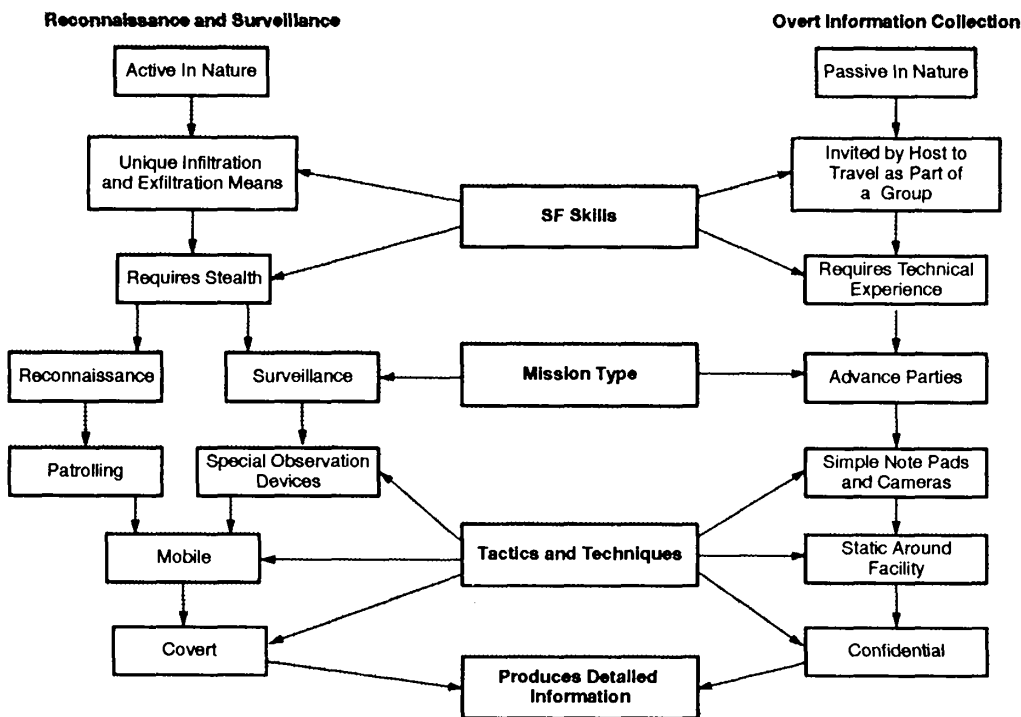 Reconnaissance and Surveillance
Overt Information Collection
Active In Nature
Passive In Nature
Unique Infiltration
and Exfiltration Means
Invited by Host to
Travel as Part of
a Group
SF Skills
Requires Stealth
Requires Technical
Experience
Reconnaissance
Surveillance
Mission Type
Advance Parties
Patrolling
Special Observation
Devices
Simple Note Pads
and Cameras
Mobile
Tactics and Techniques
Static Around
Facility
Covert
Confidential
Produces Detailed
Information